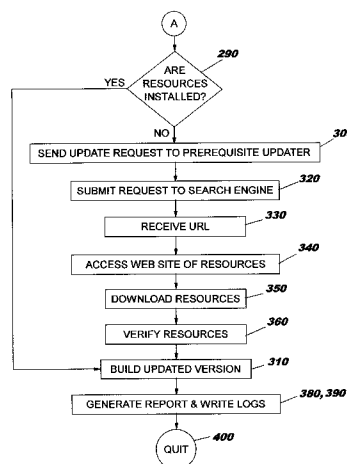 A
290
ARE
RESOURCES
INSTALLED?
YES
NO
30
SEND UPDATE REQUEST TO PREREQUISITE UPDATER
320
SUBMIT REQUEST TO SEARCH ENGINE
330
RECEIVE URL
340
ACCESS WEB SITE OF RESOURCES
350
DOWNLOAD RESOURCES
360
VERIFY RESOURCES
310
BUILD UPDATED VERSION
380,390
GENERATE REPORT & WRITE LOGS
400
QUIT